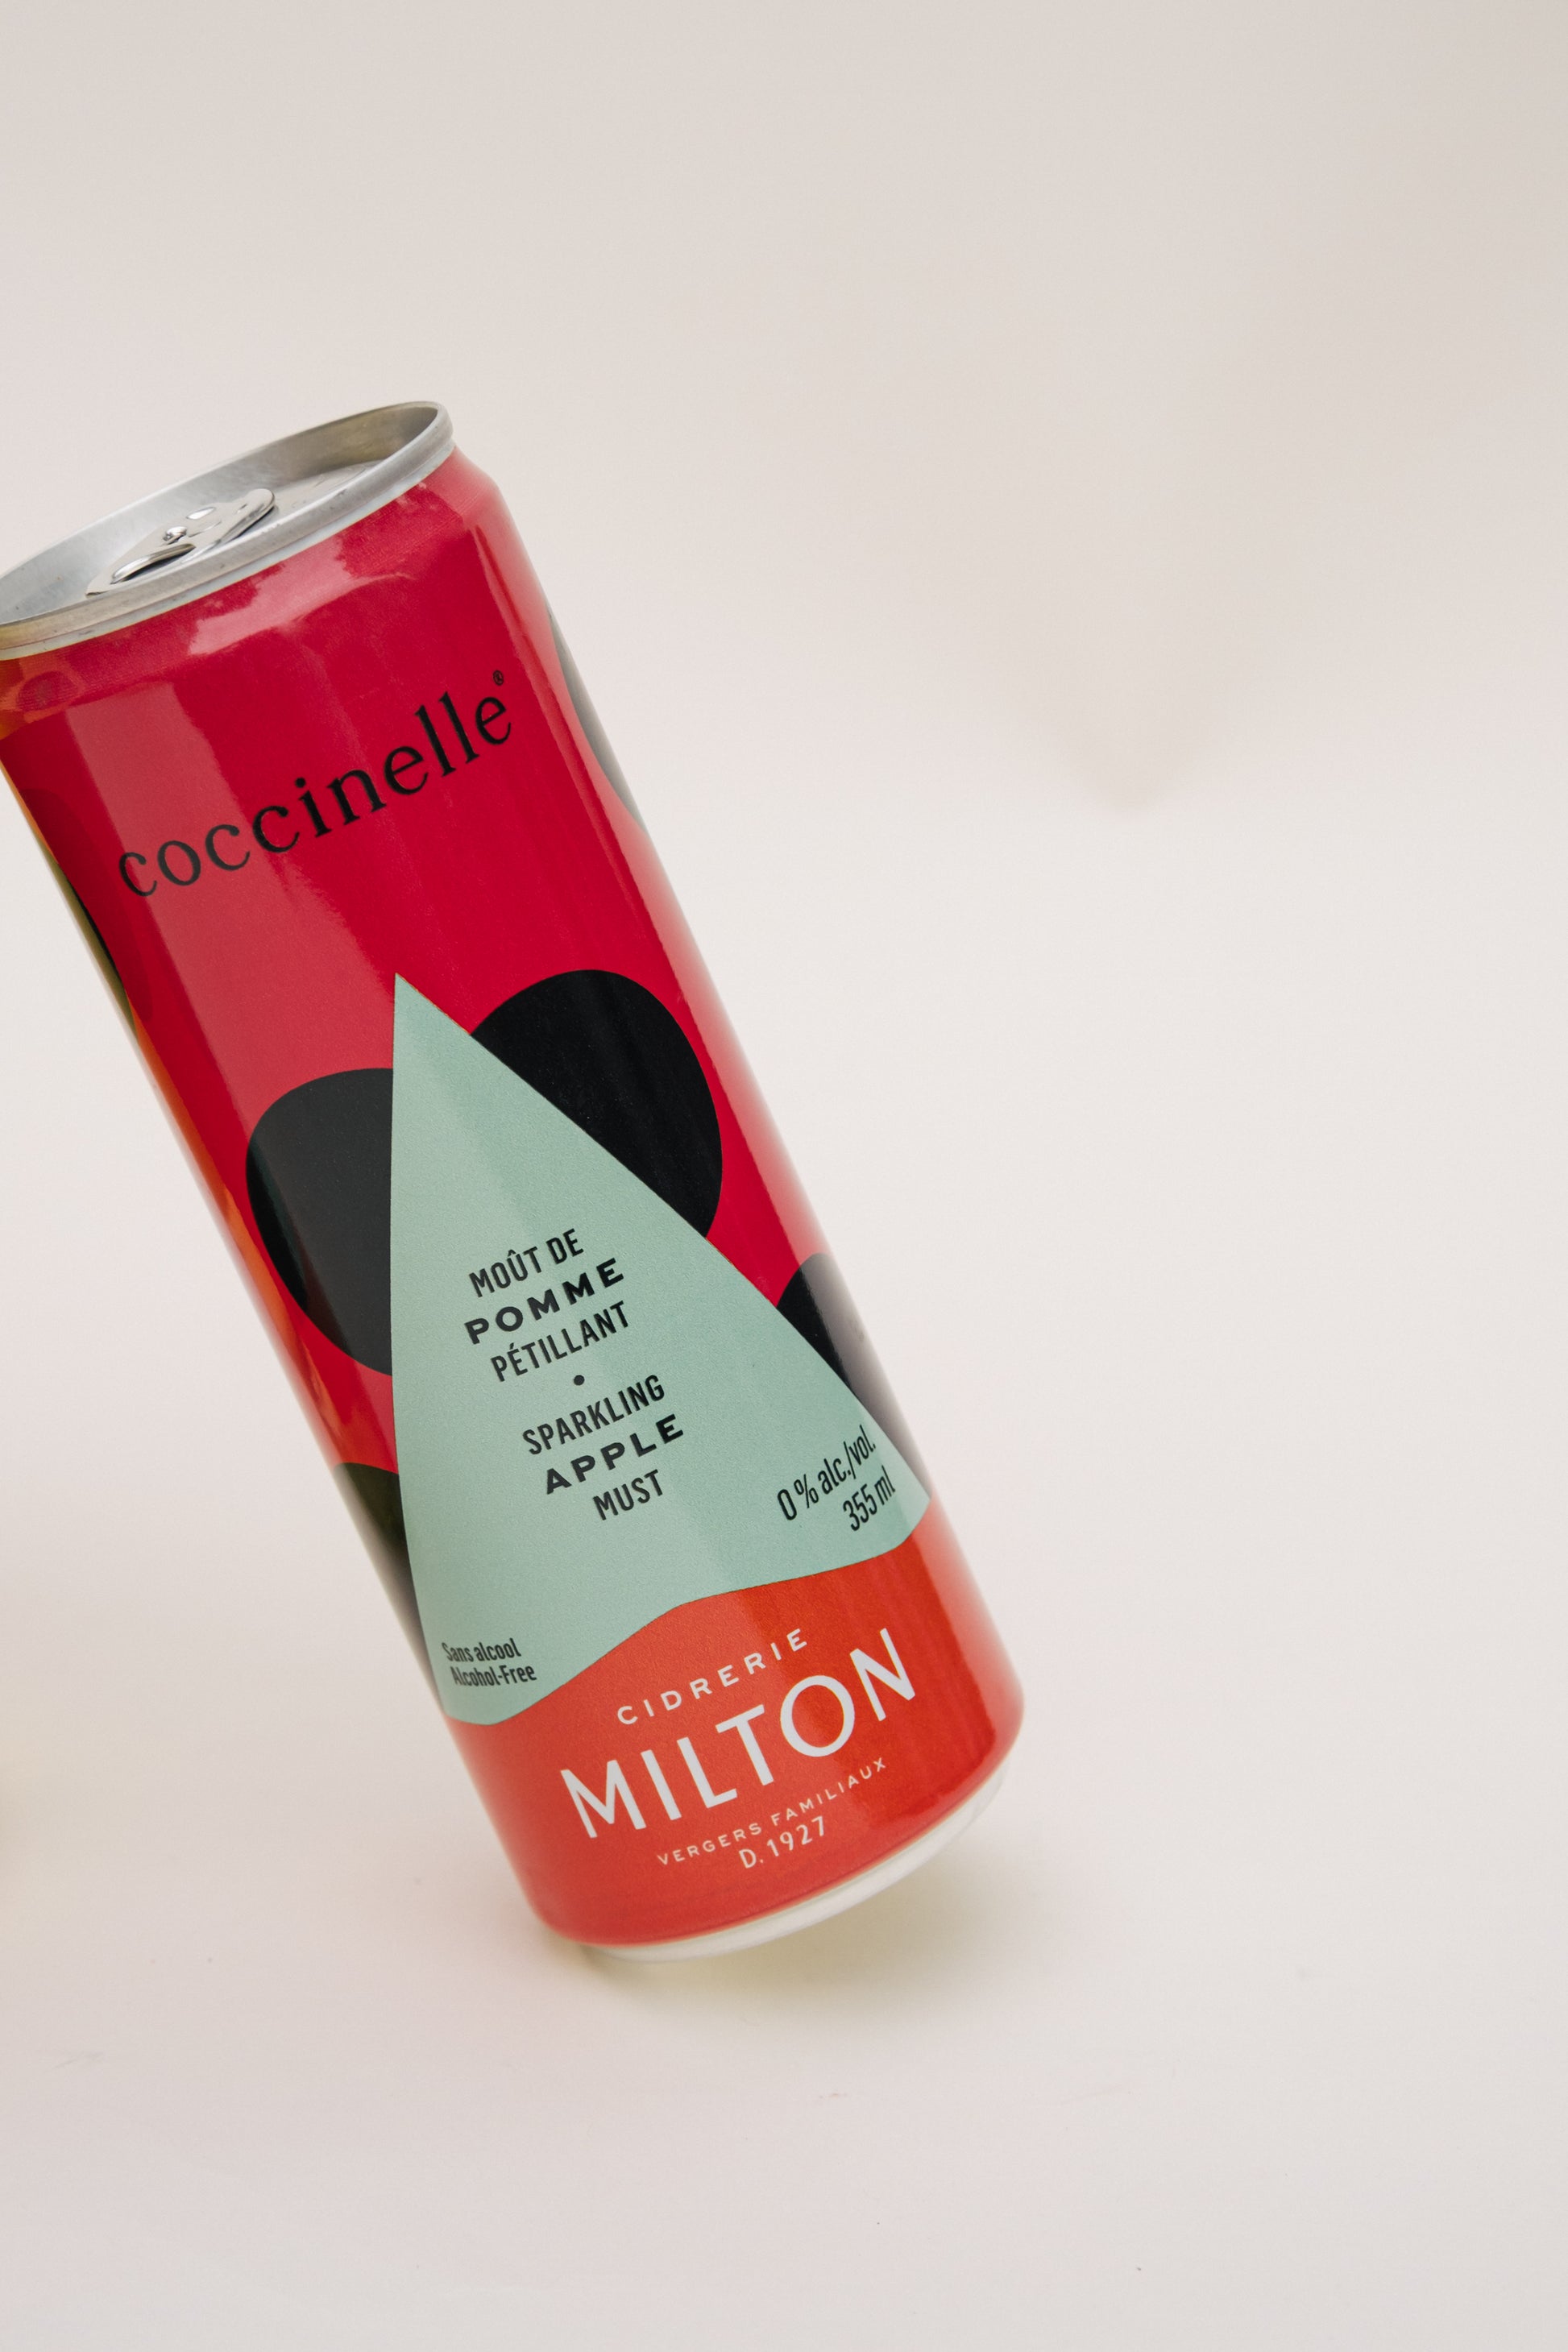 coccinelle®
MOÛT DE
POMME
PÉTILLANT
•
SPARKLING
APPLE
MUST
0 % alc./vol.
355 ml
Sans alcool
Alcohol-Free
CIDRERIE
MILTON
VERGERS FAMILIAUX
D. 1927